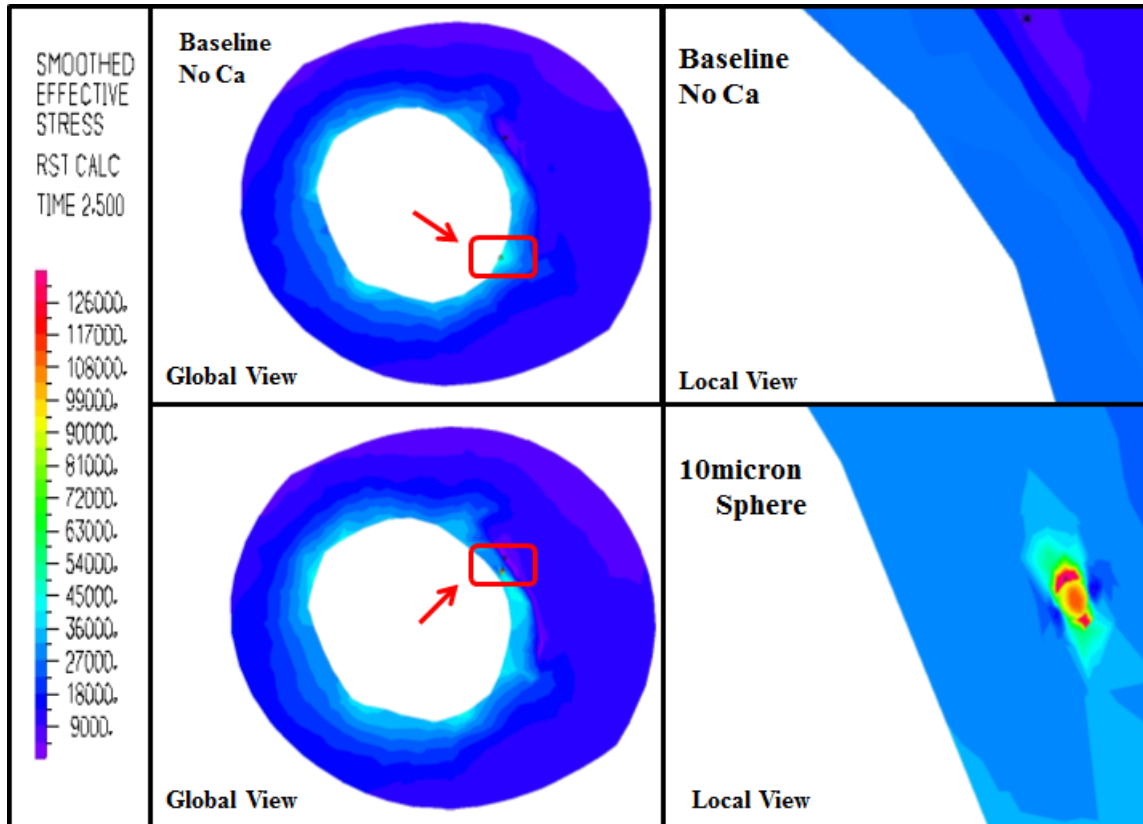 SMOOTHED
EFFECTIVE
STRESS
RST CALC
TIME 2.500
126000.
117000.
108000.
99000.
90000.
81000.
72000.
63000.
54000.
45000.
36000.
27000.
18000.
9000.
Baseline
No Ca
Global View
Baseline
No Ca
Local View
Global View
10micron
Sphere
Local View